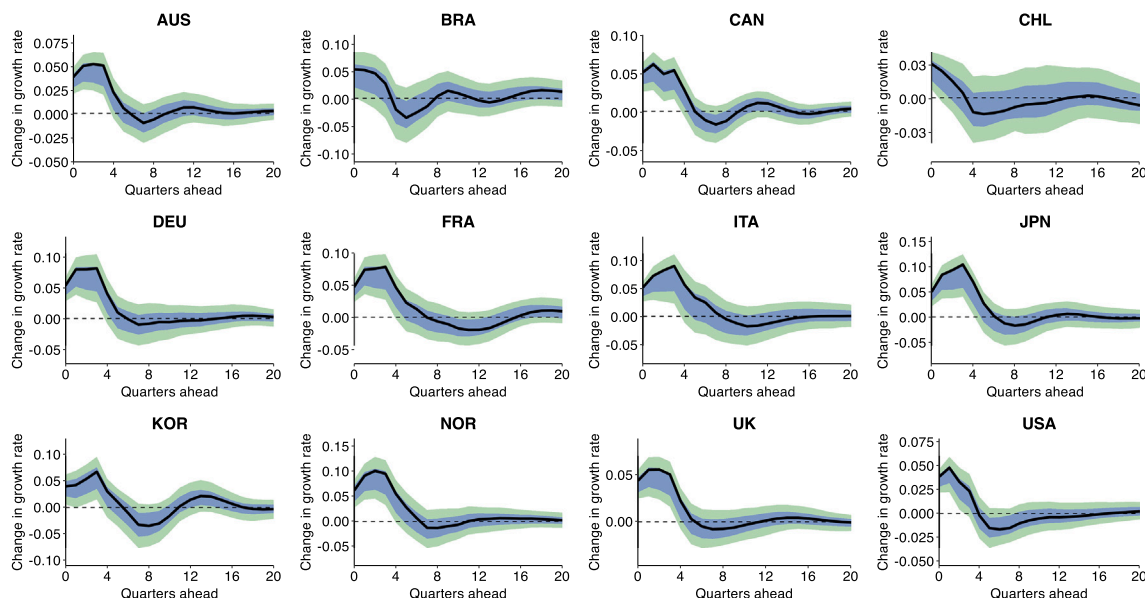 AUS
Change in growth rate
0.075
0.050
0.025
0.000
-0.025
-0.050
0 4 8 12 16 20
Quarters ahead
BRA
Change in growth rate
0.10
0.05
0.00
-0.05
-0.10
0 4 8 12 16 20
Quarters ahead
CAN
Change in growth rate
0.10
0.05
0.00
-0.05
0 4 8 12 16 20
Quarters ahead
CHL
Change in growth rate
0.03
0.00
-0.03
0 4 8 12 16 20
Quarters ahead
DEU
Change in growth rate
0.10
0.05
0.00
-0.05
0 4 8 12 16 20
Quarters ahead
FRA
Change in growth rate
0.10
0.05
0.00
-0.05
0 4 8 12 16 20
Quarters ahead
ITA
Change in growth rate
0.10
0.05
0.00
-0.05
0 4 8 12 16 20
Quarters ahead
JPN
Change in growth rate
0.15
0.10
0.05
0.00
-0.05
0 4 8 12 16 20
Quarters ahead
KOR
Change in growth rate
0.10
0.05
0.00
-0.05
-0.10
0 4 8 12 16 20
Quarters ahead
NOR
Change in growth rate
0.15
0.10
0.05
0.00
-0.05
0 4 8 12 16 20
Quarters ahead
UK
Change in growth rate
0.05
0.00
0 4 8 12 16 20
Quarters ahead
USA
Change in growth rate
0.075
0.050
0.025
0.000
-0.025
-0.050
0 4 8 12 16 20
Quarters ahead